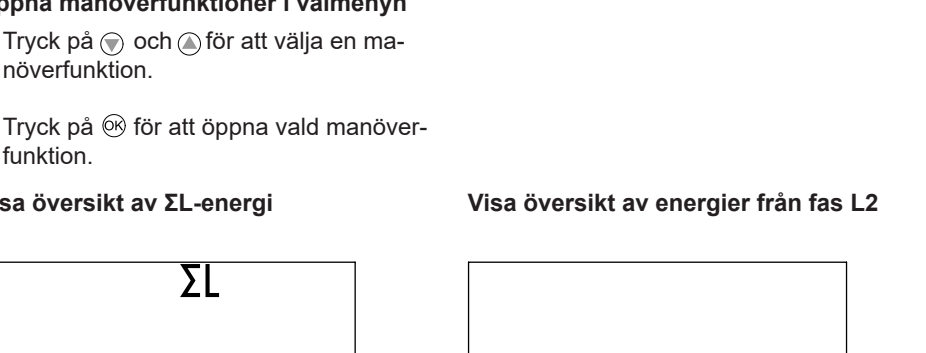 manöverfunktioner i valmenyn
Tryck på och för att välja en ma-
növerfunktion.
Tryck på OK för att öppna vald manöver-
funktion.
sa översikt av ΣL-energi
Visa översikt av energier från fas L2
ΣL